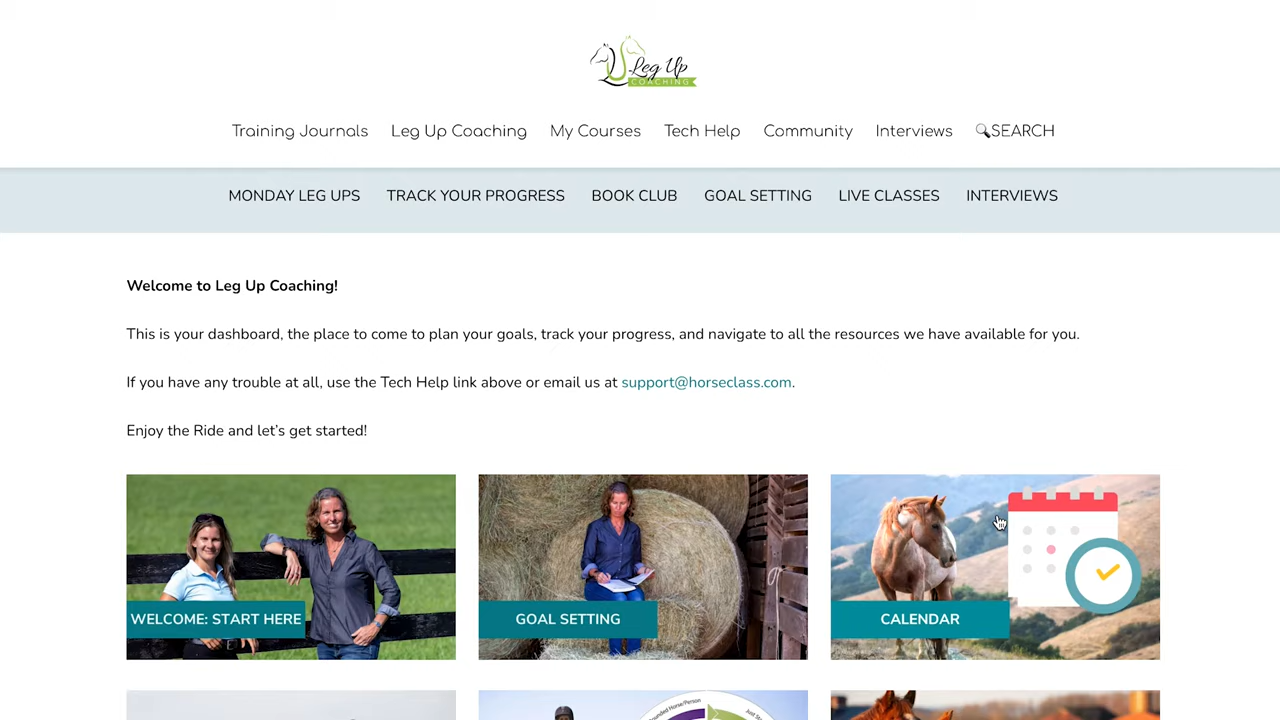 Leg Up
COACHING
Training Journals Leg Up Coaching My Courses Tech Help Community Interviews 🔍SEARCH
MONDAY LEG UPS TRACK YOUR PROGRESS BOOK CLUB GOAL SETTING LIVE CLASSES INTERVIEWS
Welcome to Leg Up Coaching!
This is your dashboard, the place to come to plan your goals, track your progress, and navigate to all the resources we have available for you.
If you have any trouble at all, use the Tech Help link above or email us at support@horseclass.com.
Enjoy the Ride and let's get started!
WELCOME: START HERE
GOAL SETTING
CALENDAR